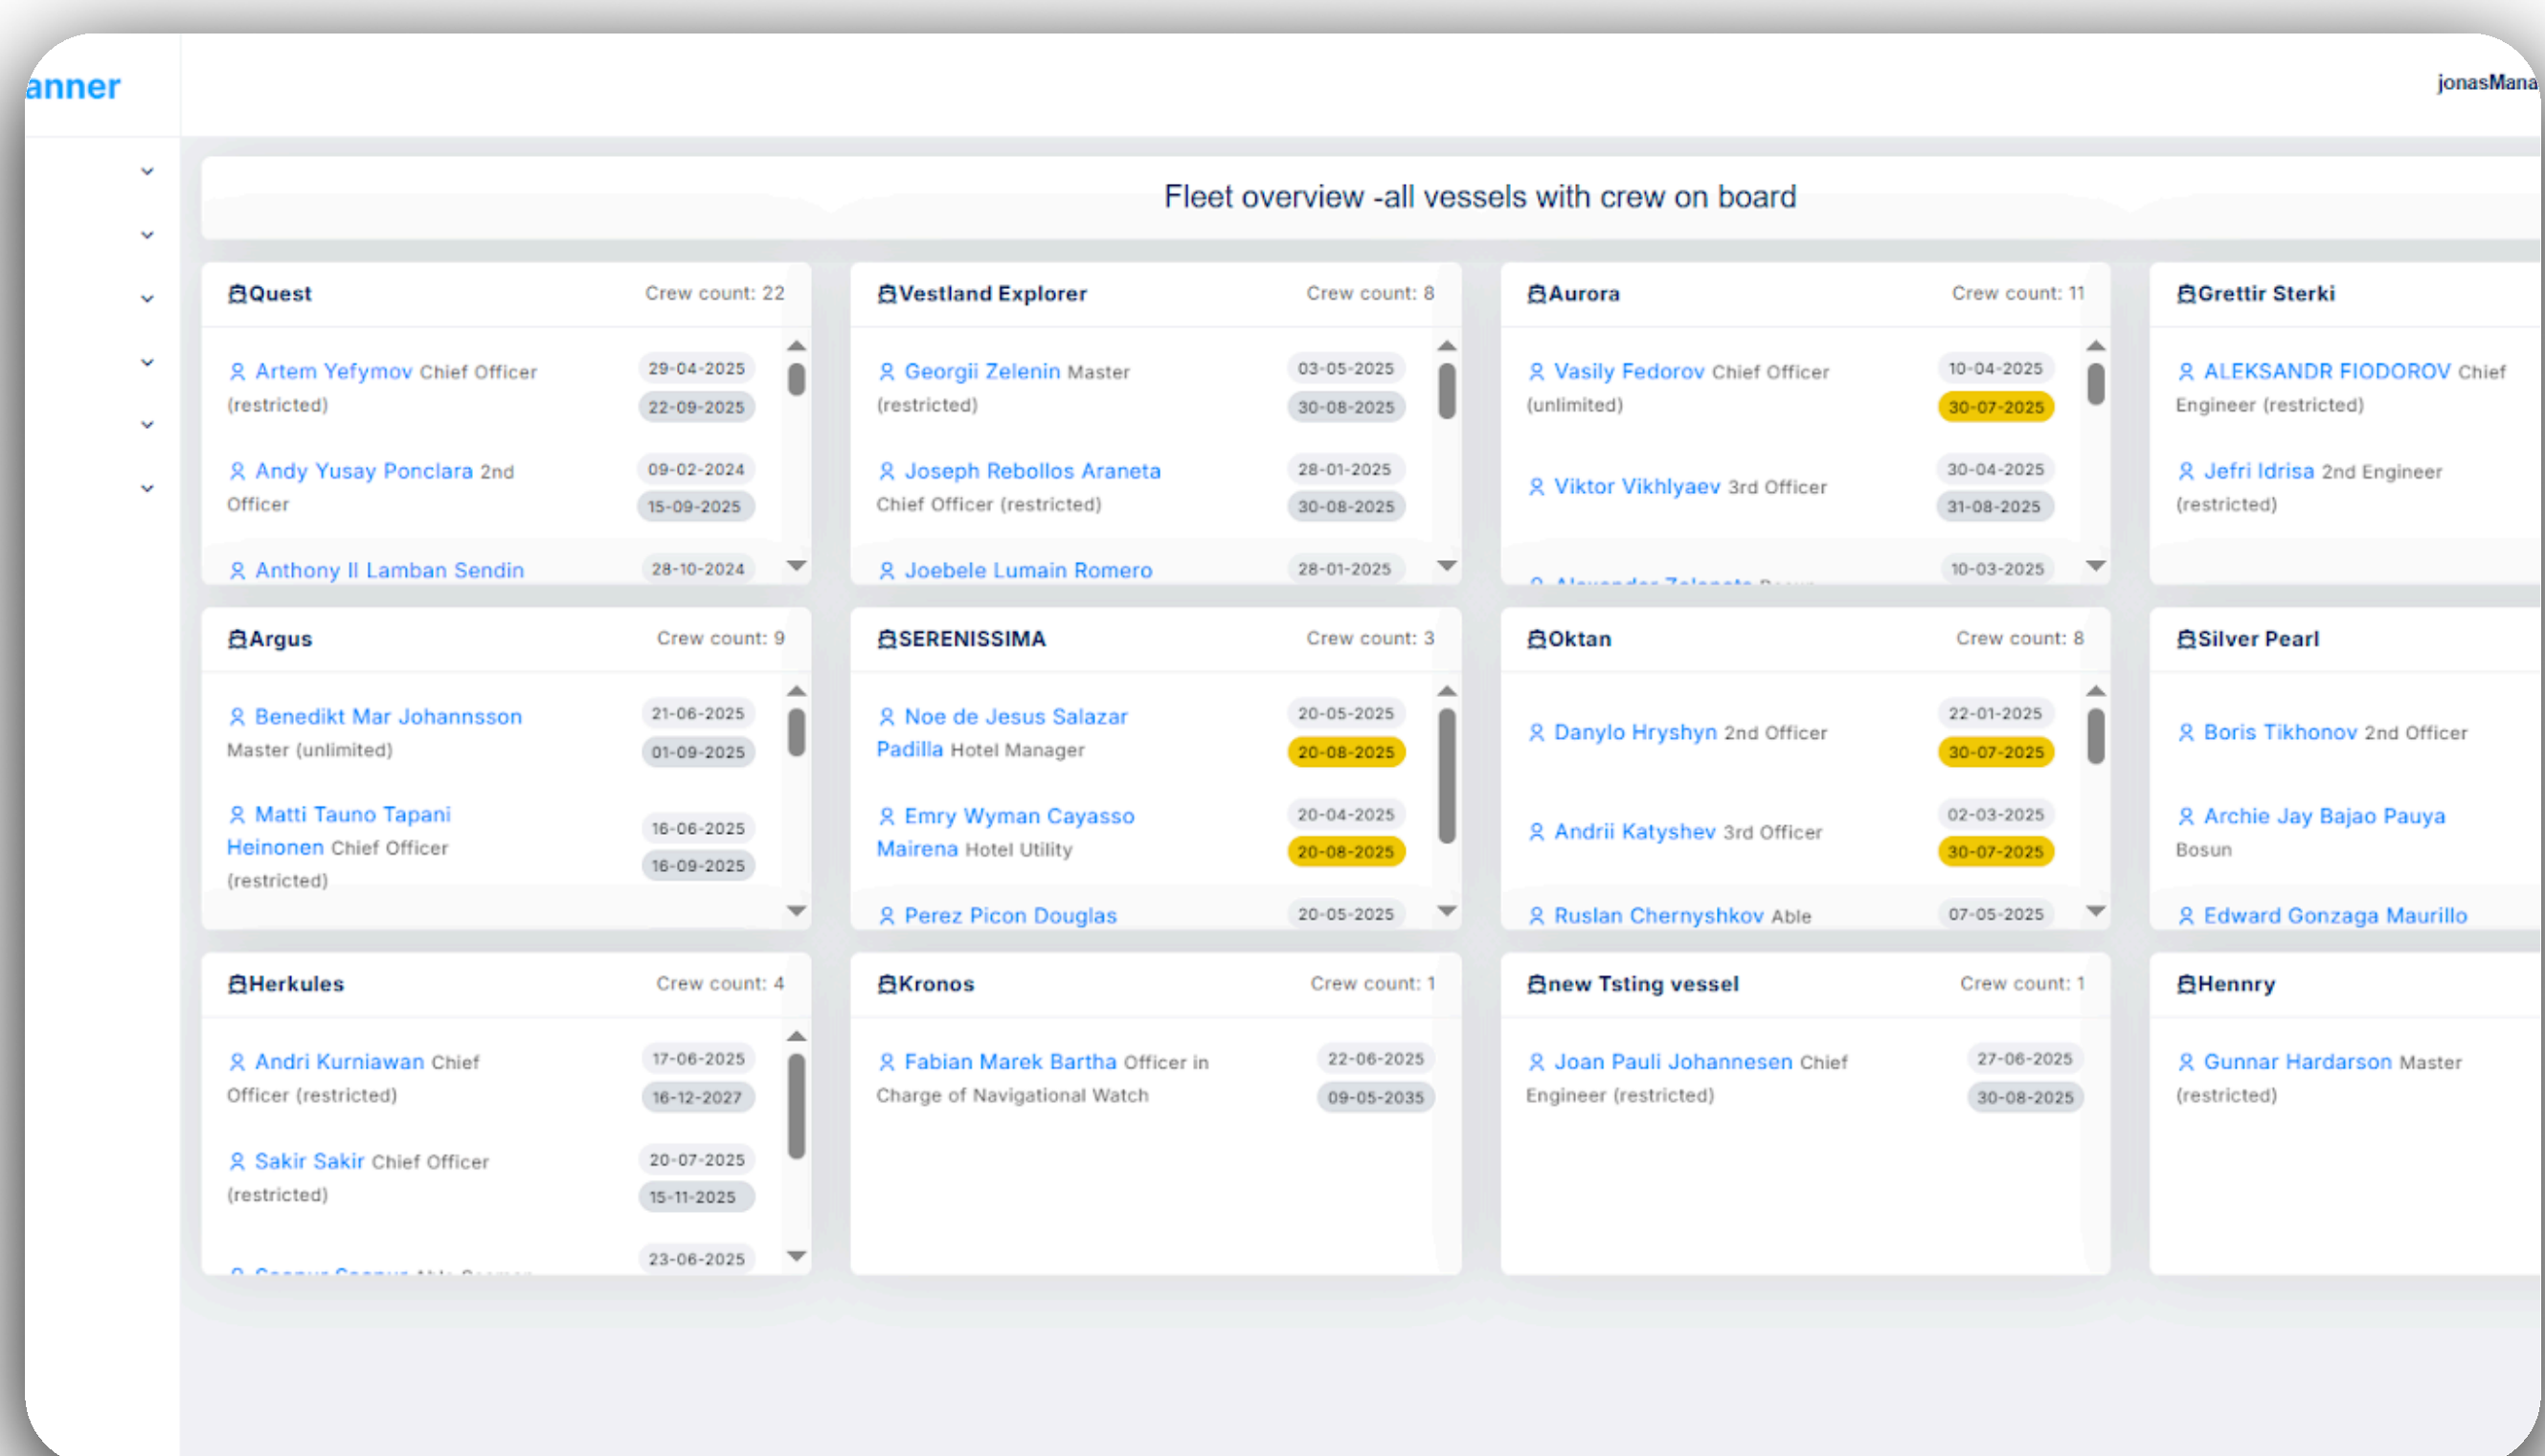 anner
jonasMana
Fleet overview -all vessels with crew on board
Quest Crew count: 22
Artem Yefymov Chief Officer 29-04-2025
(restricted) 22-09-2025
Andy Yusay Ponclara 2nd 09-02-2024
Officer 15-09-2025
Anthony II Lamban Sendin 28-10-2024
Vestland Explorer Crew count: 8
Georgii Zelenin Master 03-05-2025
(restricted) 30-08-2025
Joseph Rebollos Araneta 28-01-2025
Chief Officer (restricted) 30-08-2025
Joebele Lumain Romero 28-01-2025
Aurora Crew count: 11
Vasily Fedorov Chief Officer 10-04-2025
(unlimited) 30-07-2025
Viktor Vikhlyaev 3rd Officer 30-04-2025
31-08-2025
10-03-2025
Grettir Sterki
ALEKSANDR FIODOROV Chief
Engineer (restricted)
Jefri Idrisa 2nd Engineer
(restricted)
Argus Crew count: 9
Benedikt Mar Johannsson 21-06-2025
Master (unlimited) 01-09-2025
Matti Tauno Tapani 16-06-2025
Heinonen Chief Officer 16-09-2025
(restricted)
SERENISSIMA Crew count: 3
Noe de Jesus Salazar 20-05-2025
Padilla Hotel Manager 20-08-2025
Emry Wyman Cayasso 20-04-2025
Mairena Hotel Utility 20-08-2025
Perez Picon Douglas 20-05-2025
Oktan Crew count: 8
Danylo Hryshyn 2nd Officer 22-01-2025
30-07-2025
Andrii Katyshev 3rd Officer 02-03-2025
30-07-2025
Ruslan Chernyshkov Able 07-05-2025
Silver Pearl
Boris Tikhonov 2nd Officer
Archie Jay Bajao Pauya
Bosun
Edward Gonzaga Maurillo
Herkules Crew count: 4
Andri Kurniawan Chief 17-06-2025
Officer (restricted) 16-12-2027
Sakir Sakir Chief Officer 20-07-2025
(restricted) 15-11-2025
23-06-2025
Kronos Crew count: 1
Fabian Marek Bartha Officer in 22-06-2025
Charge of Navigational Watch 09-05-2035
new Tsting vessel Crew count: 1
Joan Pauli Johannesen Chief 27-06-2025
Engineer (restricted) 30-08-2025
Hennry
Gunnar Hardarson Master
(restricted)